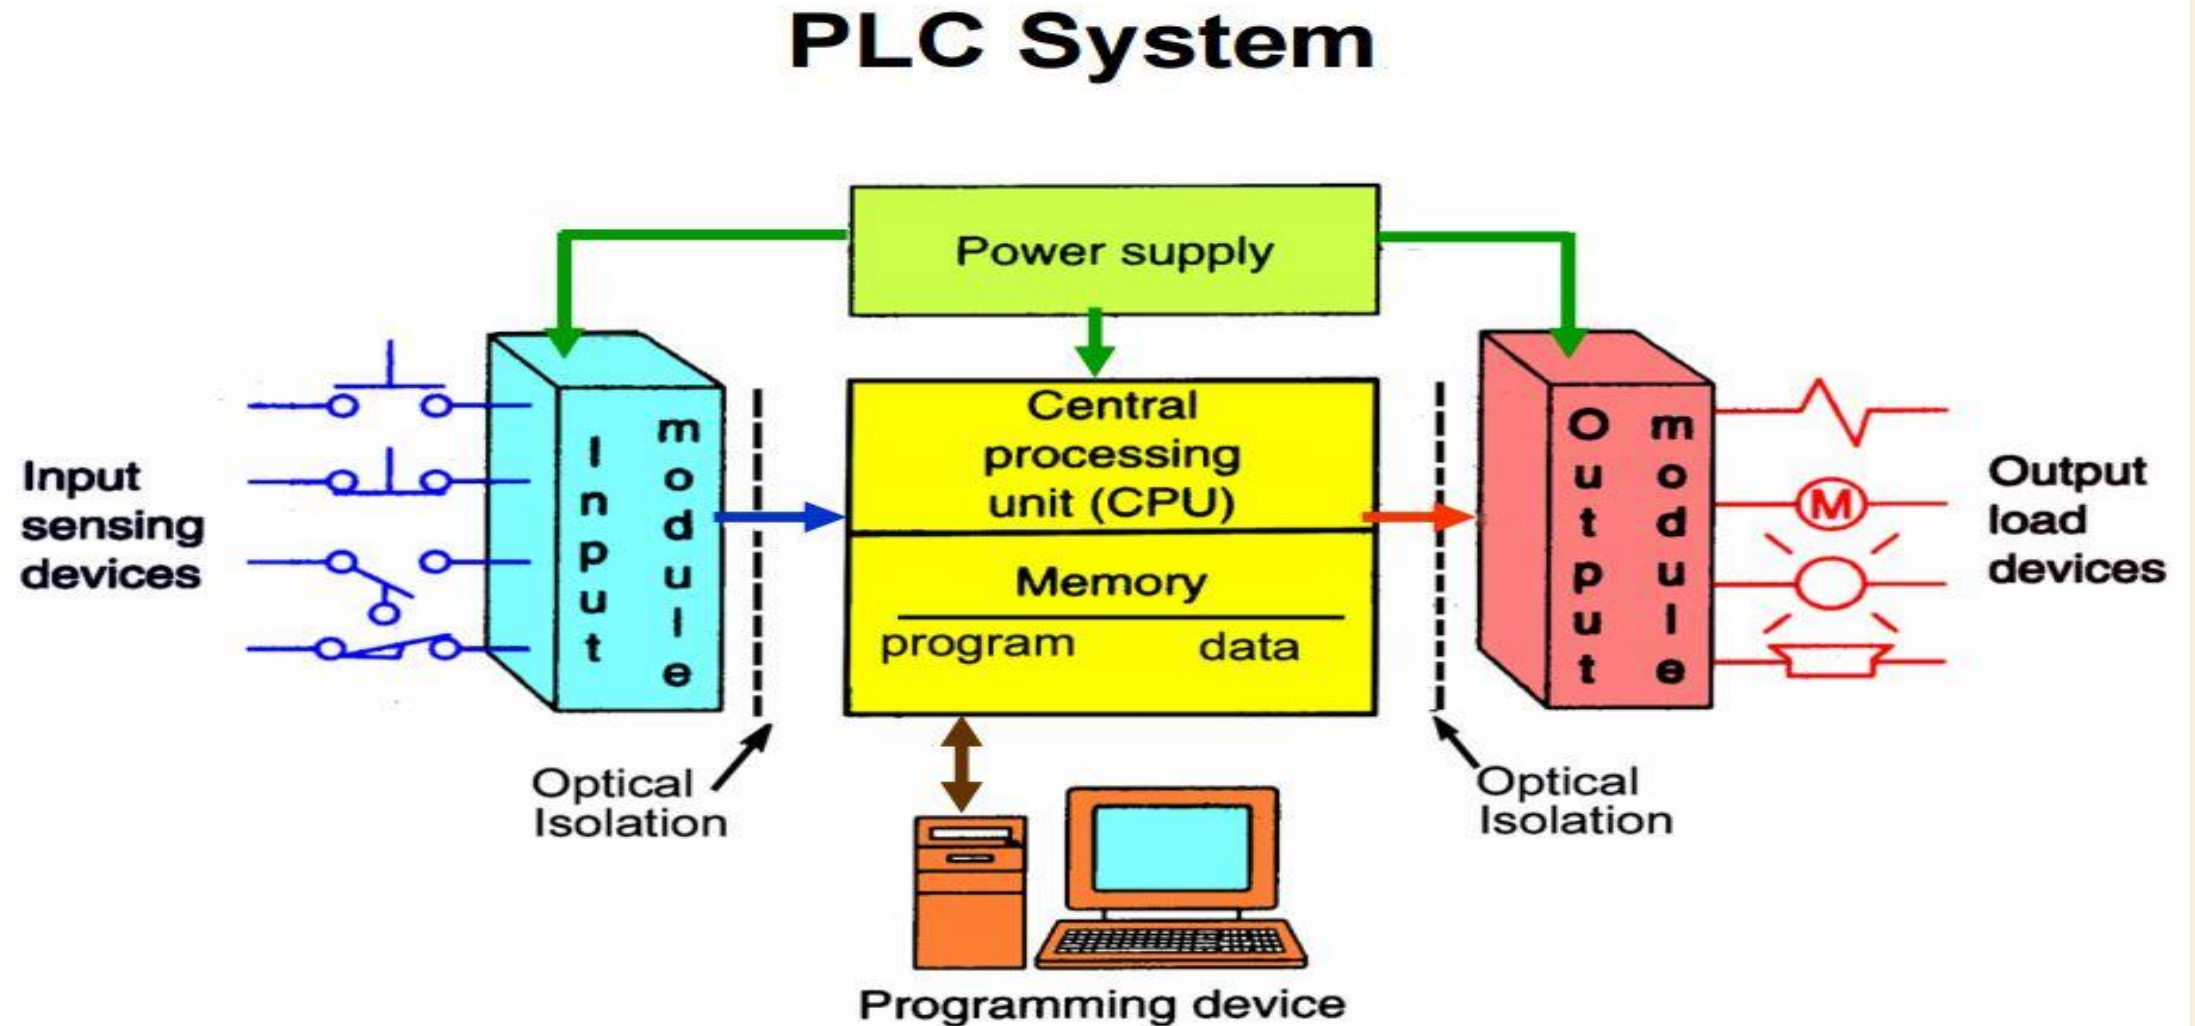 PLC System
Power supply
Input
sensing
devices
Input
module
Central
processing
unit (CPU)
Memory
program data
Output
module
M
Output
load
devices
Optical
Isolation
Optical
Isolation
Programming device